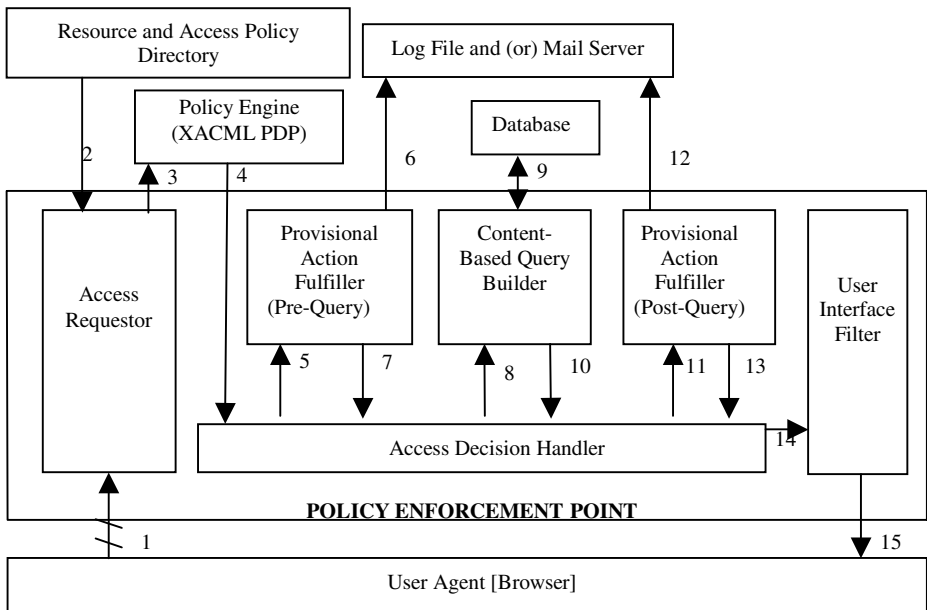 Resource and Access Policy
Directory
Log File and (or) Mail Server
Policy Engine
(XACML PDP)
Database
2
3
4
6
9
12
Access
Requestor
Provisional
Action
Fulfiller
(Pre-Query)
Content-
Based Query
Builder
Provisional
Action
Fulfiller
(Post-Query)
User
Interface
Filter
5
7
8
10
11
13
Access Decision Handler
14
POLICY ENFORCEMENT POINT
1
15
User Agent [Browser]